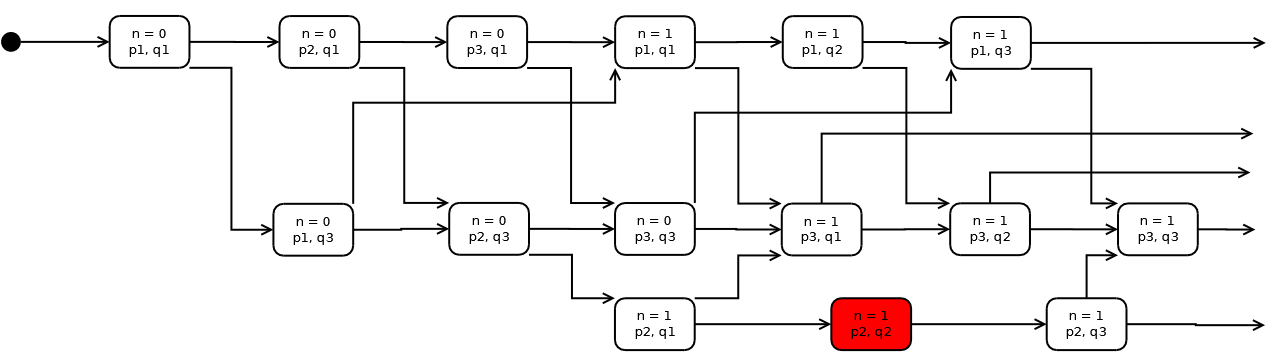 n = 0
p1, q1
n = 0
p2, q1
n = 0
p3, q1
n = 1
p1, q1
n = 1
p1, q2
n = 1
p1, q3
n = 0
p1, q3
n = 0
p2, q3
n = 0
p3, q3
n = 1
p3, q1
n = 1
p3, q2
n = 1
p3, q3
n = 1
p2, q1
n = 1
p2, q2
n = 1
p2, q3